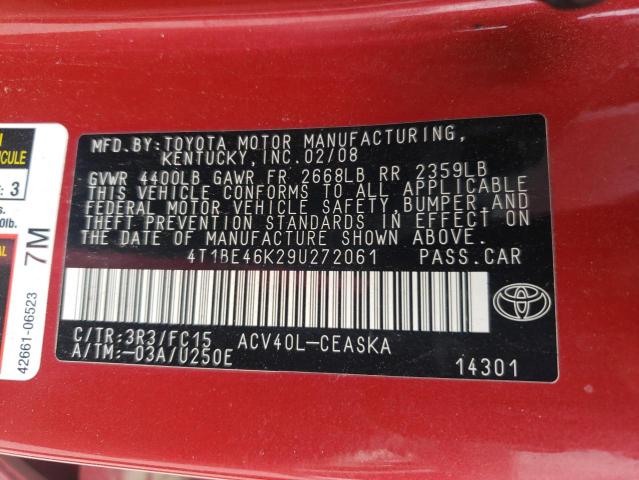 MFD.BY:TOYOTA MOTOR MANUFACTURING,
KENTUCKY,INC.02/08
GVWR 4400LB GAWR FR 2668LB RR 2359LB
THIS VEHICLE CONFORMS TO ALL APPLICABLE
FEDERAL MOTOR VEHICLE SAFETY, BUMPER,AND
THEFT PREVENTION STANDARDS IN EFFECT ON
THE DATE OF MANUFACTURE SHOWN ABOVE.
4T1BE46K29U272061 PASS.CAR
C/TR:3R3/FC15 ACV40L-CEASKA
A/TM:-03A/U250E
14301
3
7M
42661-06523